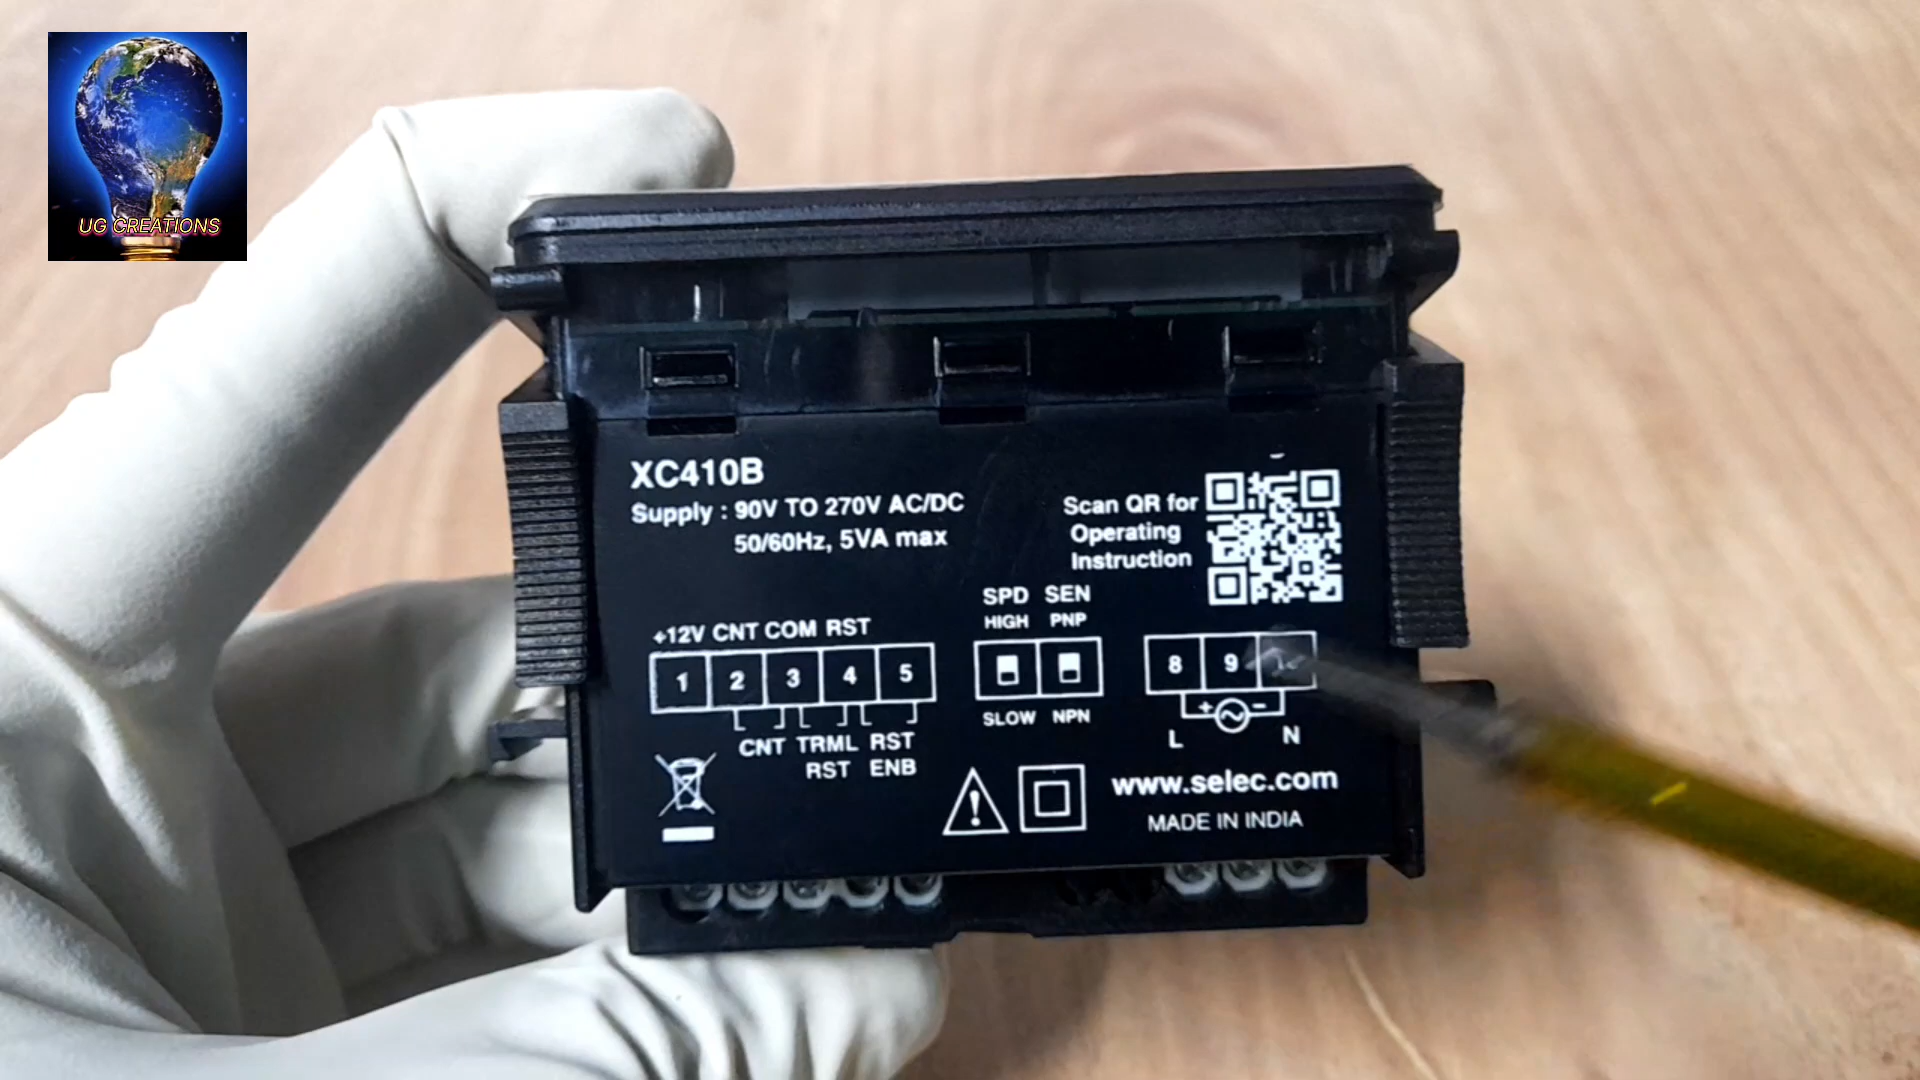 UG CREATIONS
XC410B
Supply : 90V TO 270V AC/DC
50/60Hz, 5VA max
Scan QR for
Operating
Instruction
SPD SEN
HIGH PNP
+12V CNT COM RST
1 2 3 4 5
8 9
SLOW NPN
+ ~ −
L N
CNT TRML RST
RST ENB
www.selec.com
MADE IN INDIA